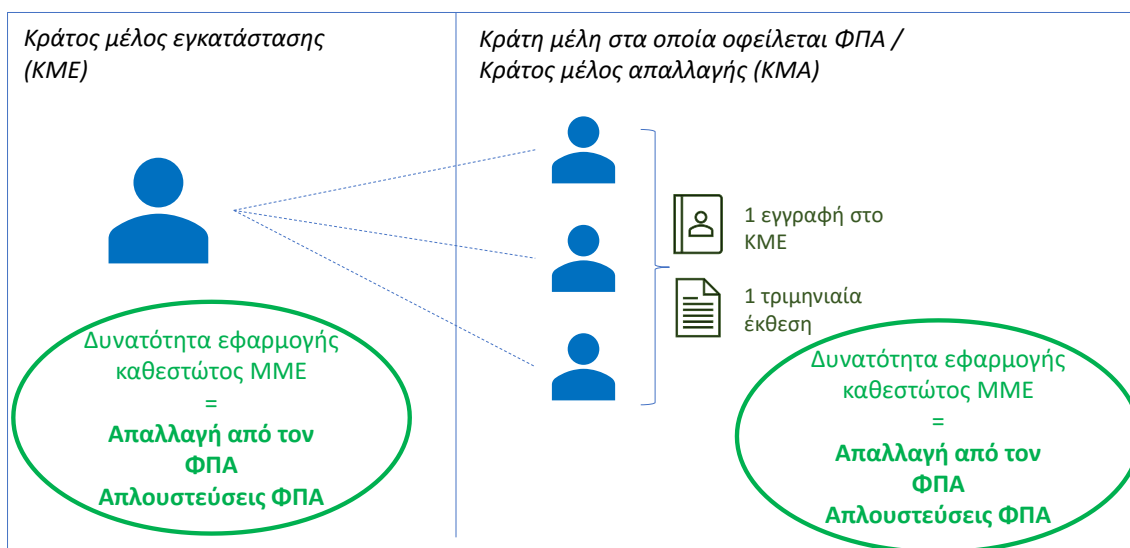 Κράτος μέλος εγκατάστασης
(ΚΜΕ)
Κράτη μέλη στα οποία οφείλεται ΦΠΑ /
Κράτος μέλος απαλλαγής (ΚΜΑ)
1 εγγραφή στο
ΚΜΕ
1 τριμηνιαία
έκθεση
Δυνατότητα εφαρμογής
καθεστώτος ΜΜΕ
=
Απαλλαγή από τον
ΦΠΑ
Απλουστεύσεις ΦΠΑ
Δυνατότητα εφαρμογής
καθεστώτος ΜΜΕ
=
Απαλλαγή από τον
ΦΠΑ
Απλουστεύσεις ΦΠΑ